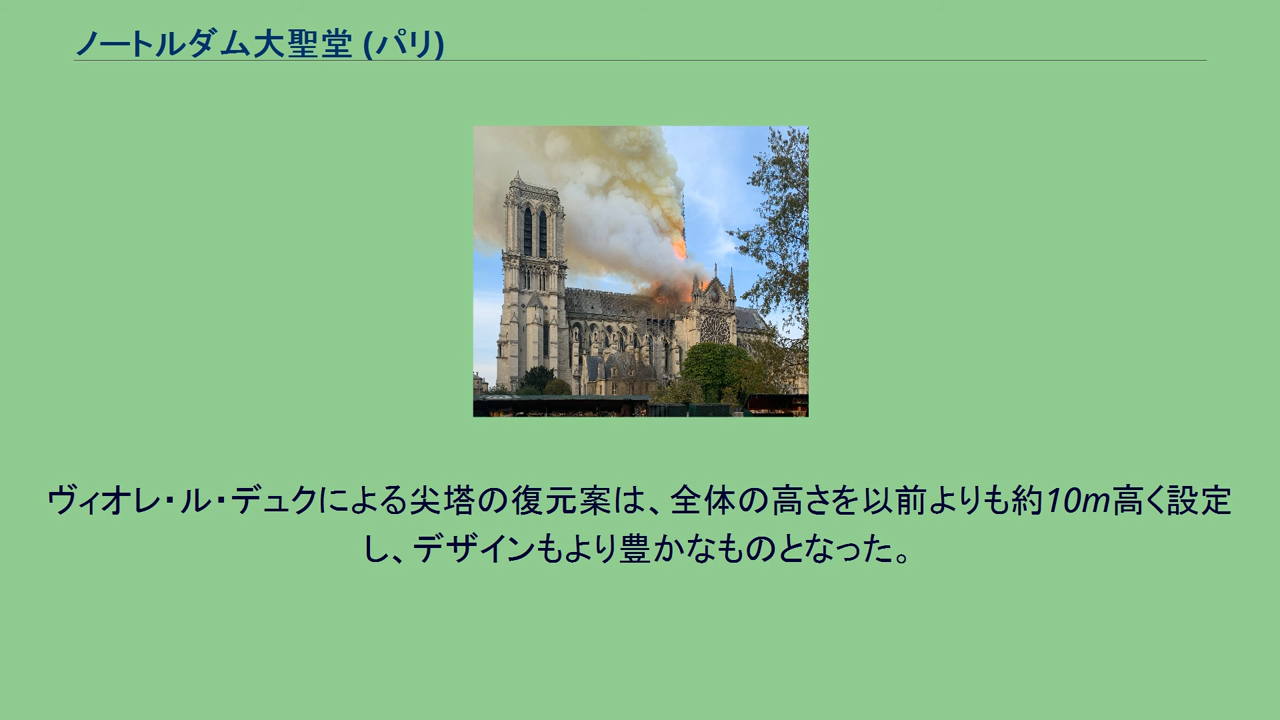 ノートルダム大聖堂 (パリ)
ヴィオレ・ル・デュクによる尖塔の復元案は、全体の高さを以前よりも約10m高く設定
し、デザインもより豊かなものとなった。